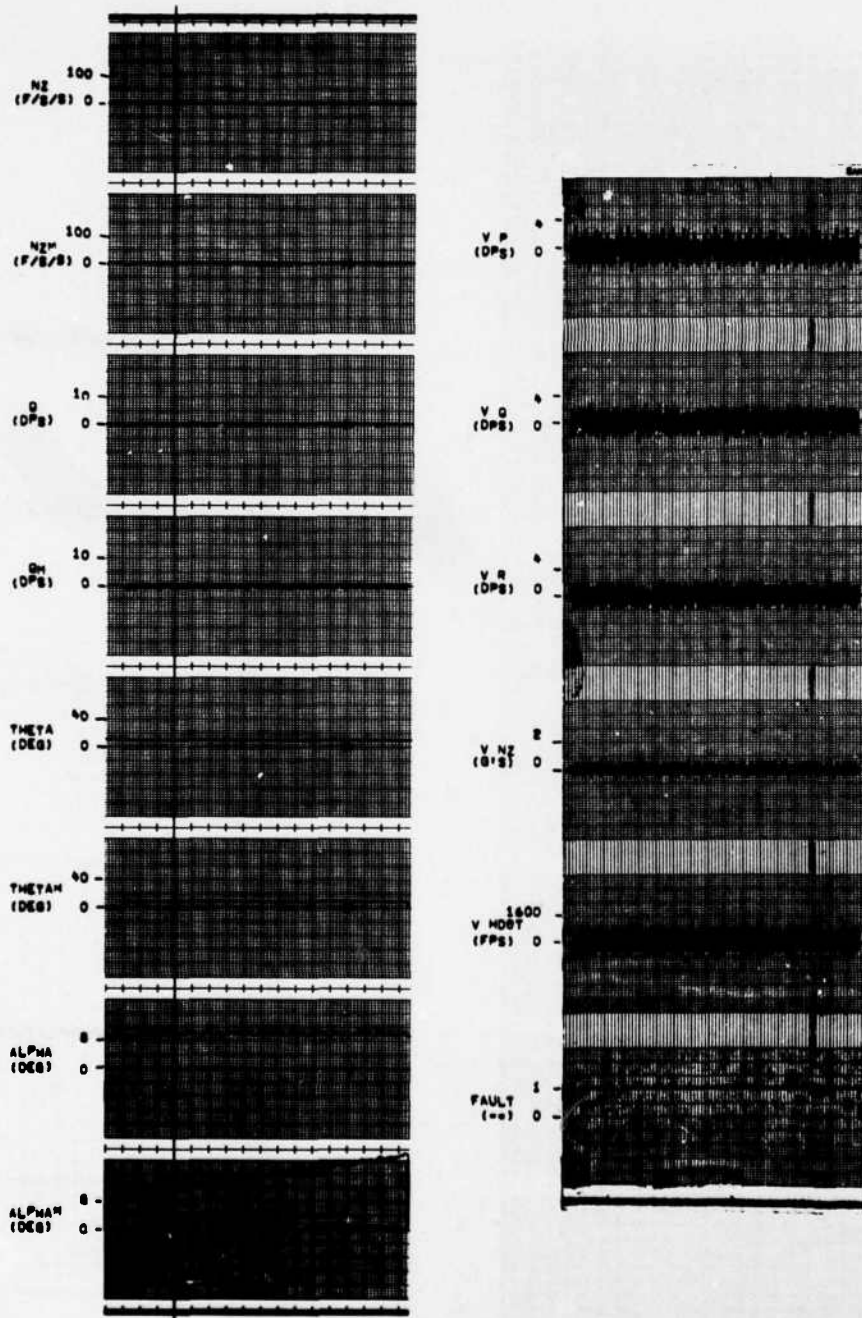 NZ
(F/S/S)
100
0
NZM
(F/S/S)
100
0
Q
(DPS)
10
0
QM
(DPS)
10
0
THETA
(DEG)
40
0
THETAM
(DEG)
40
0
ALPHA
(DEG)
8
0
ALPHAM
(DEG)
8
0
V P
(DPS)
4
0
V Q
(DPS)
4
0
V R
(DPS)
4
0
V NZ
(G'S)
2
0
V HDOT
(FPS)
1600
0
FAULT
(==)
1
0